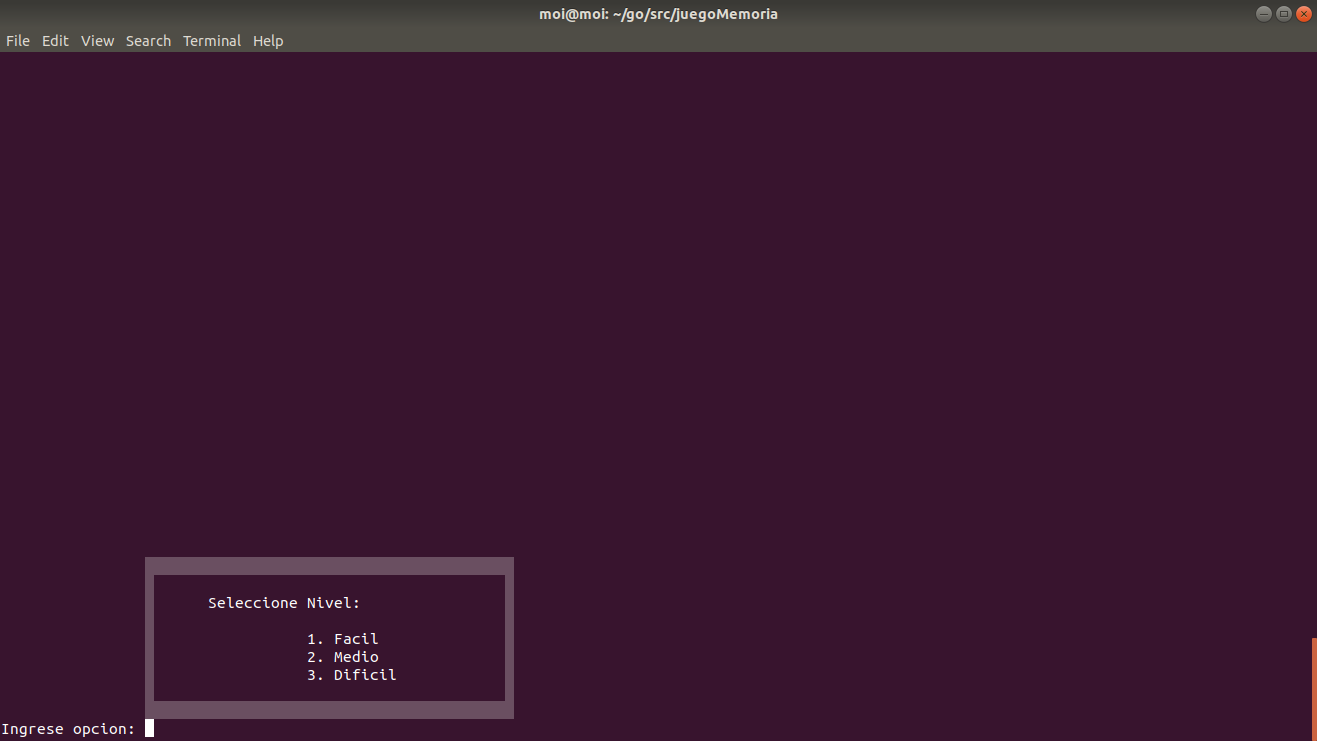 moi@moi: ~/go/src/juegoMemoria
File Edit View Search Terminal Help
Seleccione Nivel:
1. Facil
2. Medio
3. Dificil
Ingrese opcion: